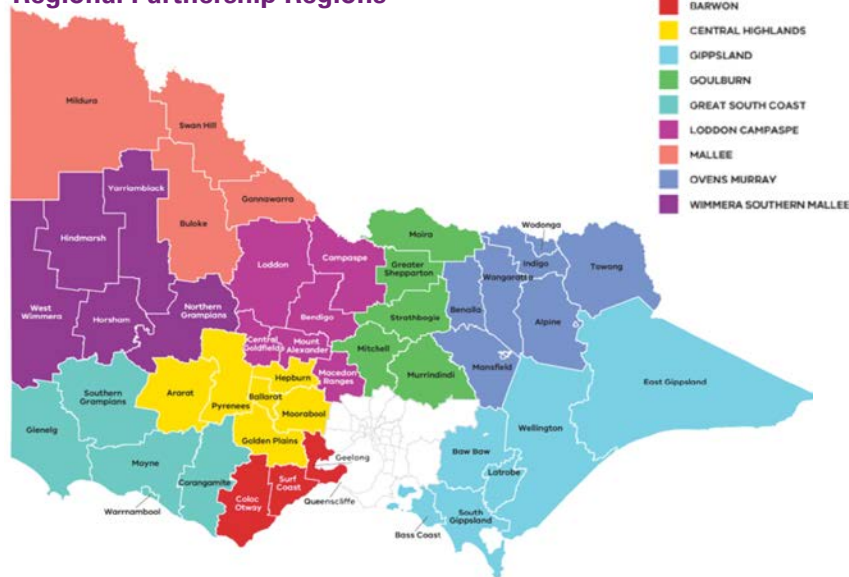 Regional Partnership Regions
BARWON
CENTRAL HIGHLANDS
GIPPSLAND
GOULBURN
GREAT SOUTH COAST
LODDON CAMPASPE
MALLEE
OVENS MURRAY
WIMMERA SOUTHERN MALLEE
Mildura
Swan Hill
Yarriambiack
Gannawarra
Buloke
Hindmarsh
Moira
Wodonga
Campaspe
Loddon
Greater
Shepparton
Indigo
Towong
Wangaratta
West
Wimmera
Horsham
Northern
Grampians
Bendigo
Strathbogie
Benalla
Alpine
Central
Goldfields
Mount
Alexander
Mitchell
Mansfield
Macedon
Ranges
Murrindindi
Southern
Grampians
Ararat
Pyrenees
Hepburn
Ballarat
Moorabool
East Gippsland
Glenelg
Golden Plains
Wellington
Moyne
Corangamite
Geelong
Baw Baw
Latrobe
Colac
Otway
Surf
Coast
Queenscliffe
Warrnambool
South
Gippsland
Bass Coast